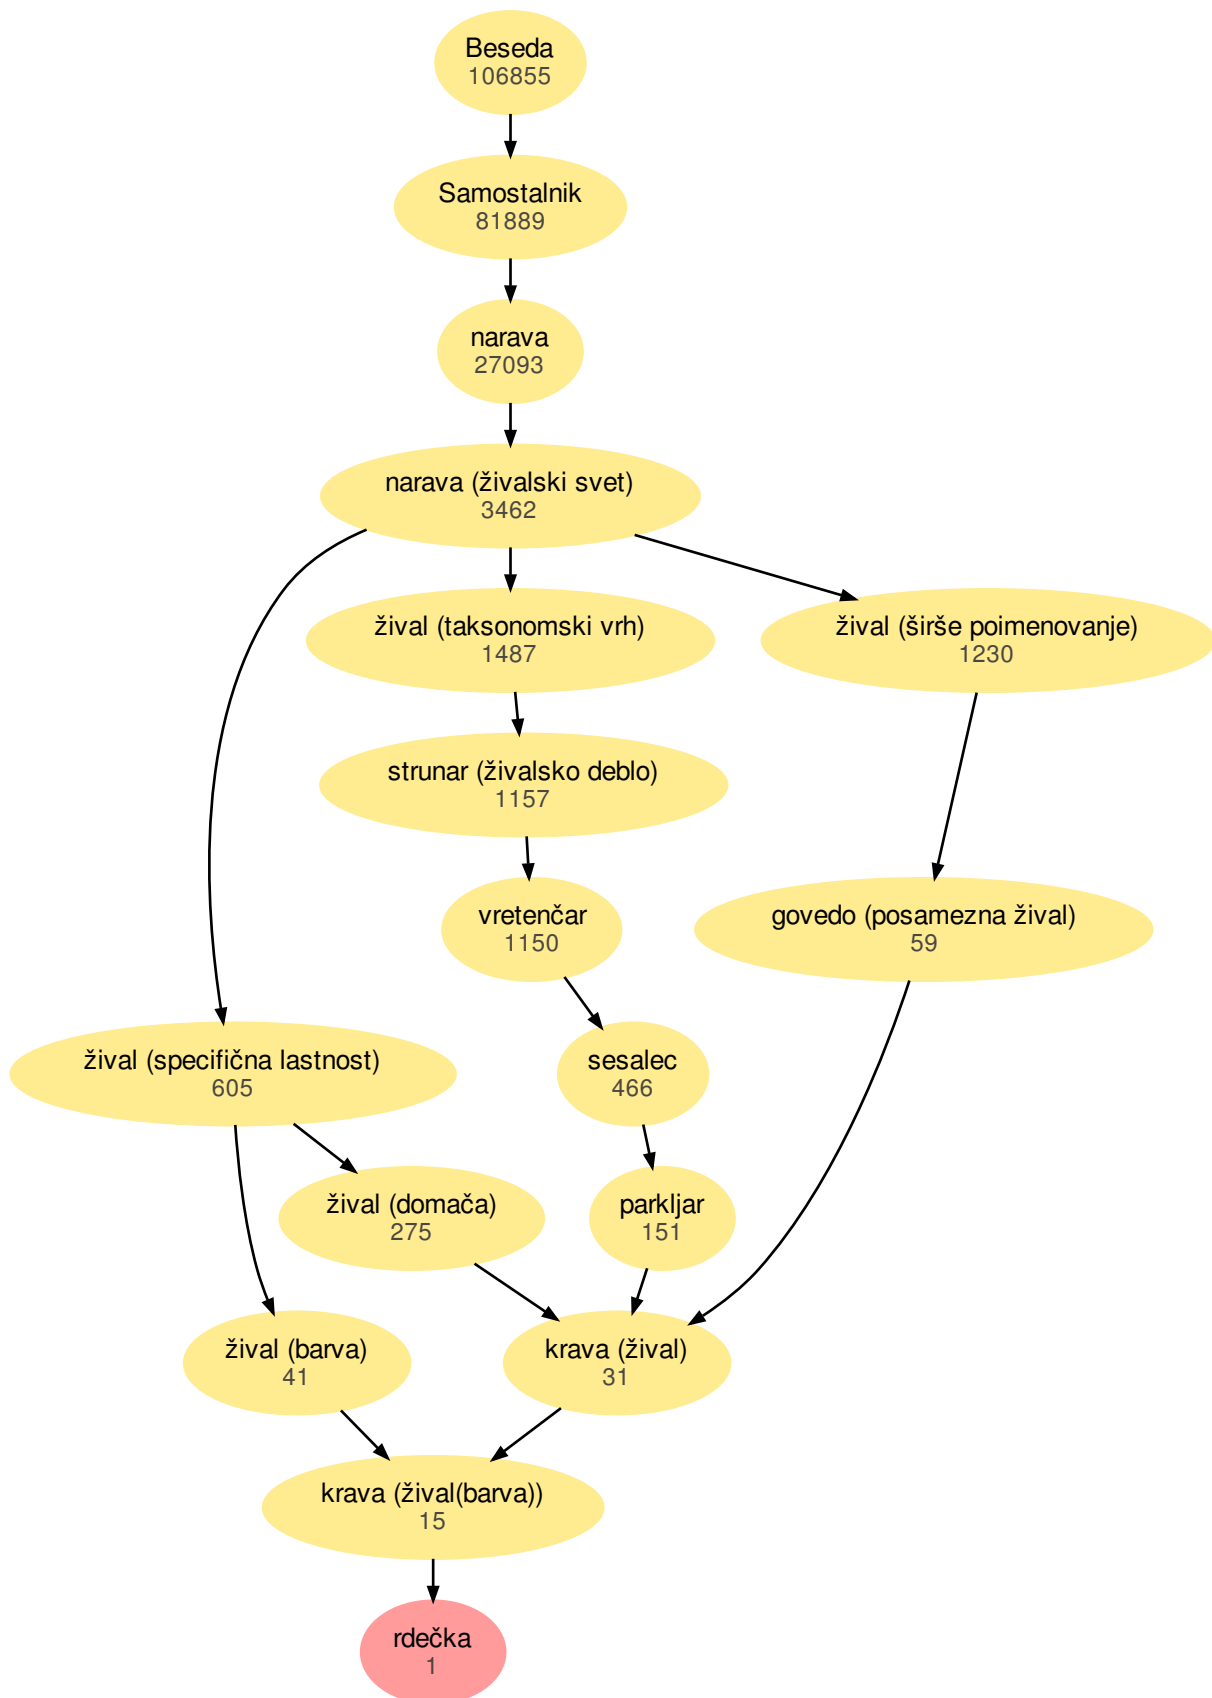 Beseda
106855
Samostalnik
81889
narava
27093
narava (živalski svet)
3462
žival (taksonomski vrh)
1487
žival (širše poimenovanje)
1230
strunar (živalsko deblo)
1157
vretenčar
1150
govedo (posamezna žival)
59
žival (specifična lastnost)
605
sesalec
466
žival (domača)
275
parkljar
151
žival (barva)
41
krava (žival)
31
krava (žival(barva))
15
rdečka
1